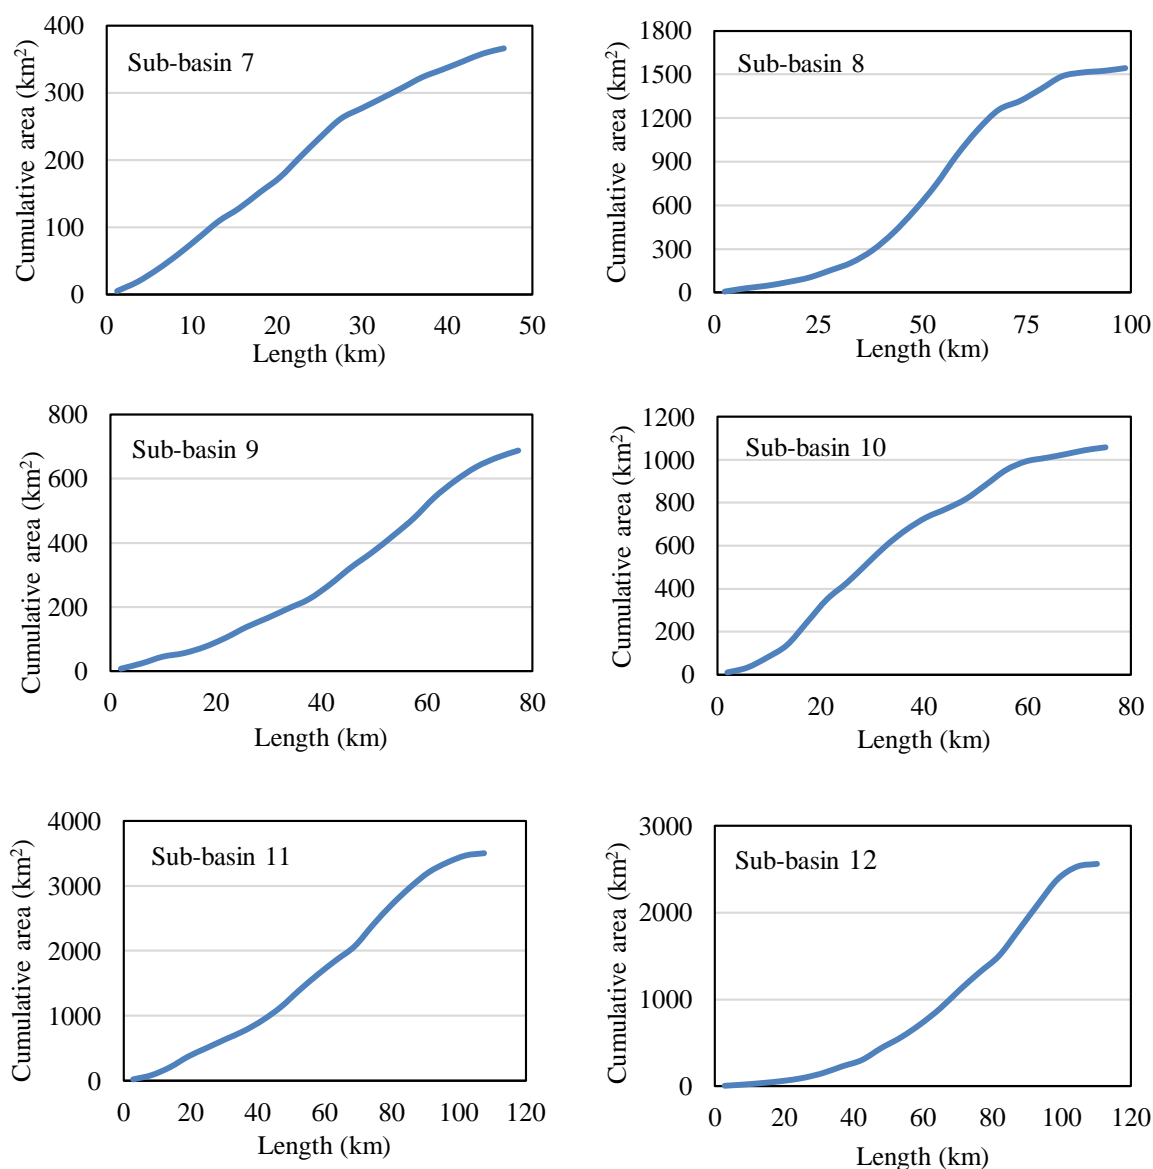 Sub-basin 7
Cumulative area (km²)
400
300
200
100
0
0 10 20 30 40 50
Length (km)
Sub-basin 8
Cumulative area (km²)
1800
1500
1200
900
600
300
0
0 25 50 75 100
Length (km)
Sub-basin 9
Cumulative area (km²)
800
600
400
200
0
0 20 40 60 80
Length (km)
Sub-basin 10
Cumulative area (km²)
1200
1000
800
600
400
200
0
0 20 40 60 80
Length (km)
Sub-basin 11
Cumulative area (km²)
4000
3000
2000
1000
0
0 20 40 60 80 100 120
Length (km)
Sub-basin 12
Cumulative area (km²)
3000
2000
1000
0
0 20 40 60 80 100 120
Length (km)